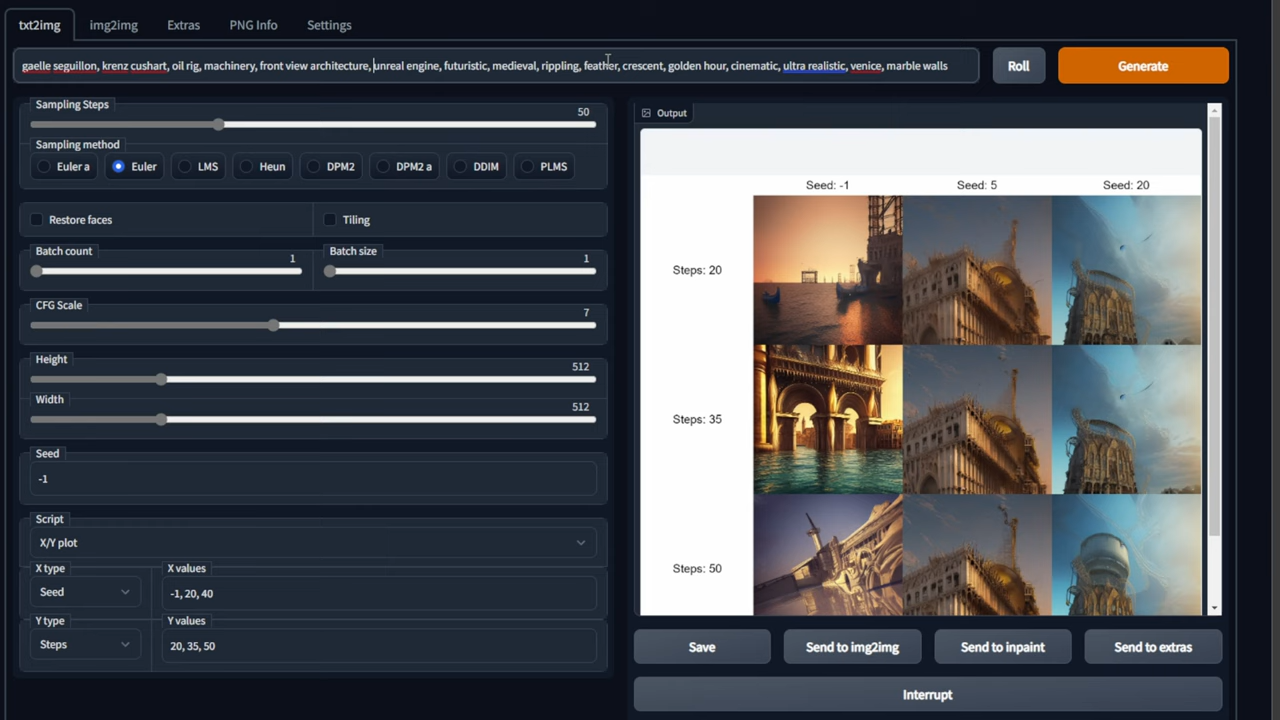 txt2img img2img Extras PNG Info Settings
gaelle seguillon, krenz cushart, oil rig, machinery, front view architecture, unreal engine, futuristic, medieval, rippling, feather, crescent, golden hour, cinematic, ultra realistic, venice, marble walls
Roll
Generate
Sampling Steps
50
Sampling method
Euler a Euler LMS Heun DPM2 DPM2 a DDIM PLMS
Restore faces
Tiling
Batch count
1
Batch size
1
CFG Scale
7
Height
512
Width
512
Seed
-1
Script
X/Y plot
X type
Seed
X values
-1, 20, 40
Y type
Steps
Y values
20, 35, 50
Output
Seed: -1 Seed: 5 Seed: 20
Steps: 20
Steps: 35
Steps: 50
Save
Send to img2img
Send to inpaint
Send to extras
Interrupt